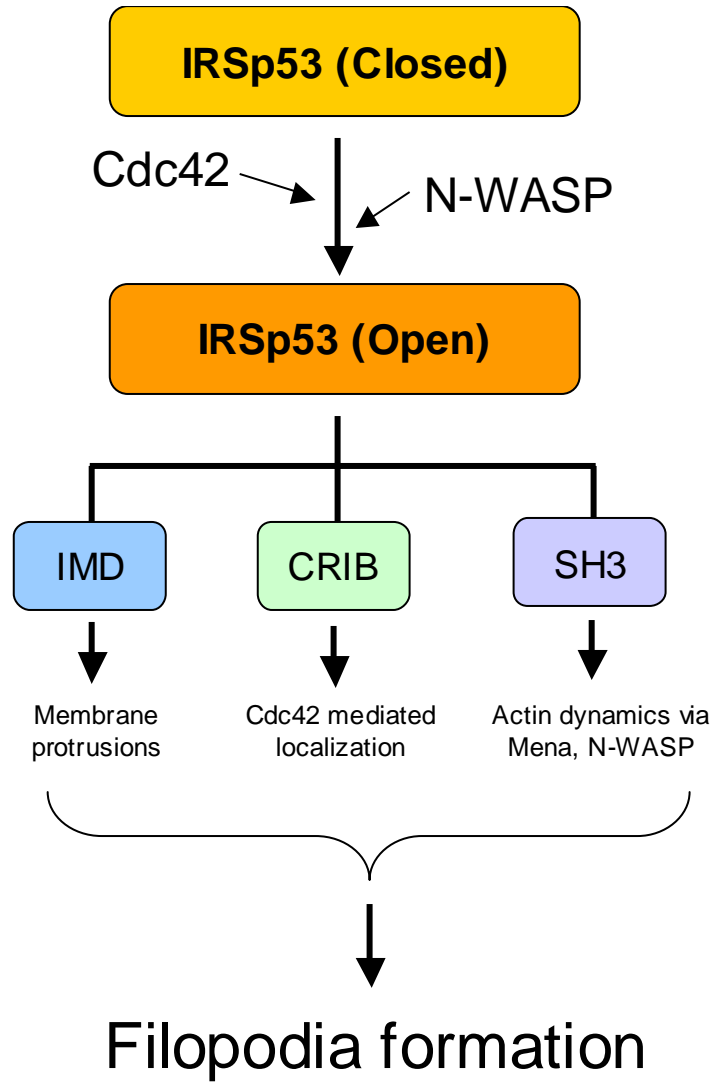 IRSp53 (Closed)
Cdc42
N-WASP
IRSp53 (Open)
IMD
CRIB
SH3
Membrane
protrusions
Cdc42 mediated
localization
Actin dynamics via
Mena, N-WASP
Filopodia formation